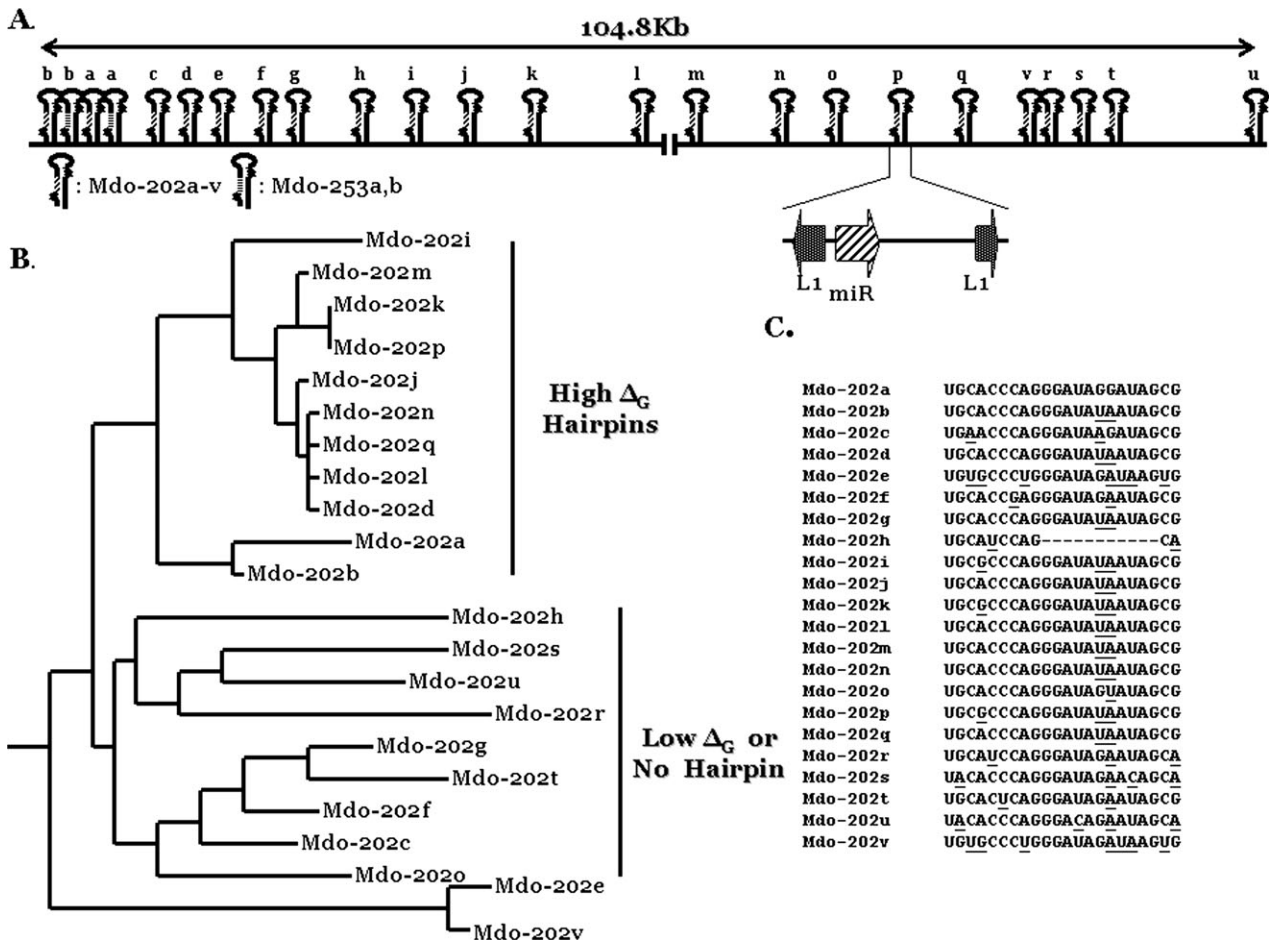 A.
104.8Kb
b b a a c d e f g h i j k l m n o p q v r s t u
: Mdo-202a-v
: Mdo-253a,b
L1 miR L1
B.
Mdo-202i
Mdo-202m
Mdo-202k
Mdo-202p
Mdo-202j
Mdo-202n
Mdo-202q
Mdo-202l
Mdo-202d
Mdo-202a
Mdo-202b
High ΔG
Hairpins
Mdo-202h
Mdo-202s
Mdo-202u
Mdo-202r
Mdo-202g
Mdo-202t
Mdo-202f
Mdo-202c
Mdo-202o
Mdo-202e
Mdo-202v
Low ΔG or
No Hairpin
C.
Mdo-202a UGCACCCAGGGAUAGGAUAGCG
Mdo-202b UGCACCCAGGGAUAUAAUAGCG
Mdo-202c UGAACCCAGGGAUAAGAUAGCG
Mdo-202d UGCACCCAGGGAUAUAAUAGCG
Mdo-202e UGUGCCCUGGGAUAGAUAAGUG
Mdo-202f UGCACCGAGGGAUAGAAUAGCG
Mdo-202g UGCACCCAGGGAUAUAAUAGCG
Mdo-202h UGCAUCCAG-----------CA
Mdo-202i UGCGCCCAGGGAUAUAAUAGCG
Mdo-202j UGCACCCAGGGAUAUAAUAGCG
Mdo-202k UGCGCCCAGGGAUAUAAUAGCG
Mdo-202l UGCACCCAGGGAUAUAAUAGCG
Mdo-202m UGCACCCAGGGAUAUAAUAGCG
Mdo-202n UGCACCCAGGGAUAUAAUAGCG
Mdo-202o UGCACCCAGGGAUAGUAUAGCG
Mdo-202p UGCGCCCAGGGAUAUAAUAGCG
Mdo-202q UGCACCCAGGGAUAUAAUAGCG
Mdo-202r UGCAUCCAGGGAUAGAAUAGCA
Mdo-202s UACACCCAGGGAUAGAACAGCA
Mdo-202t UGCACUCAGGGAUAGAAUAGCG
Mdo-202u UACACCCAGGGACAGAAUAGCA
Mdo-202v UGUGCCCUGGGAUAGAUAAGUG